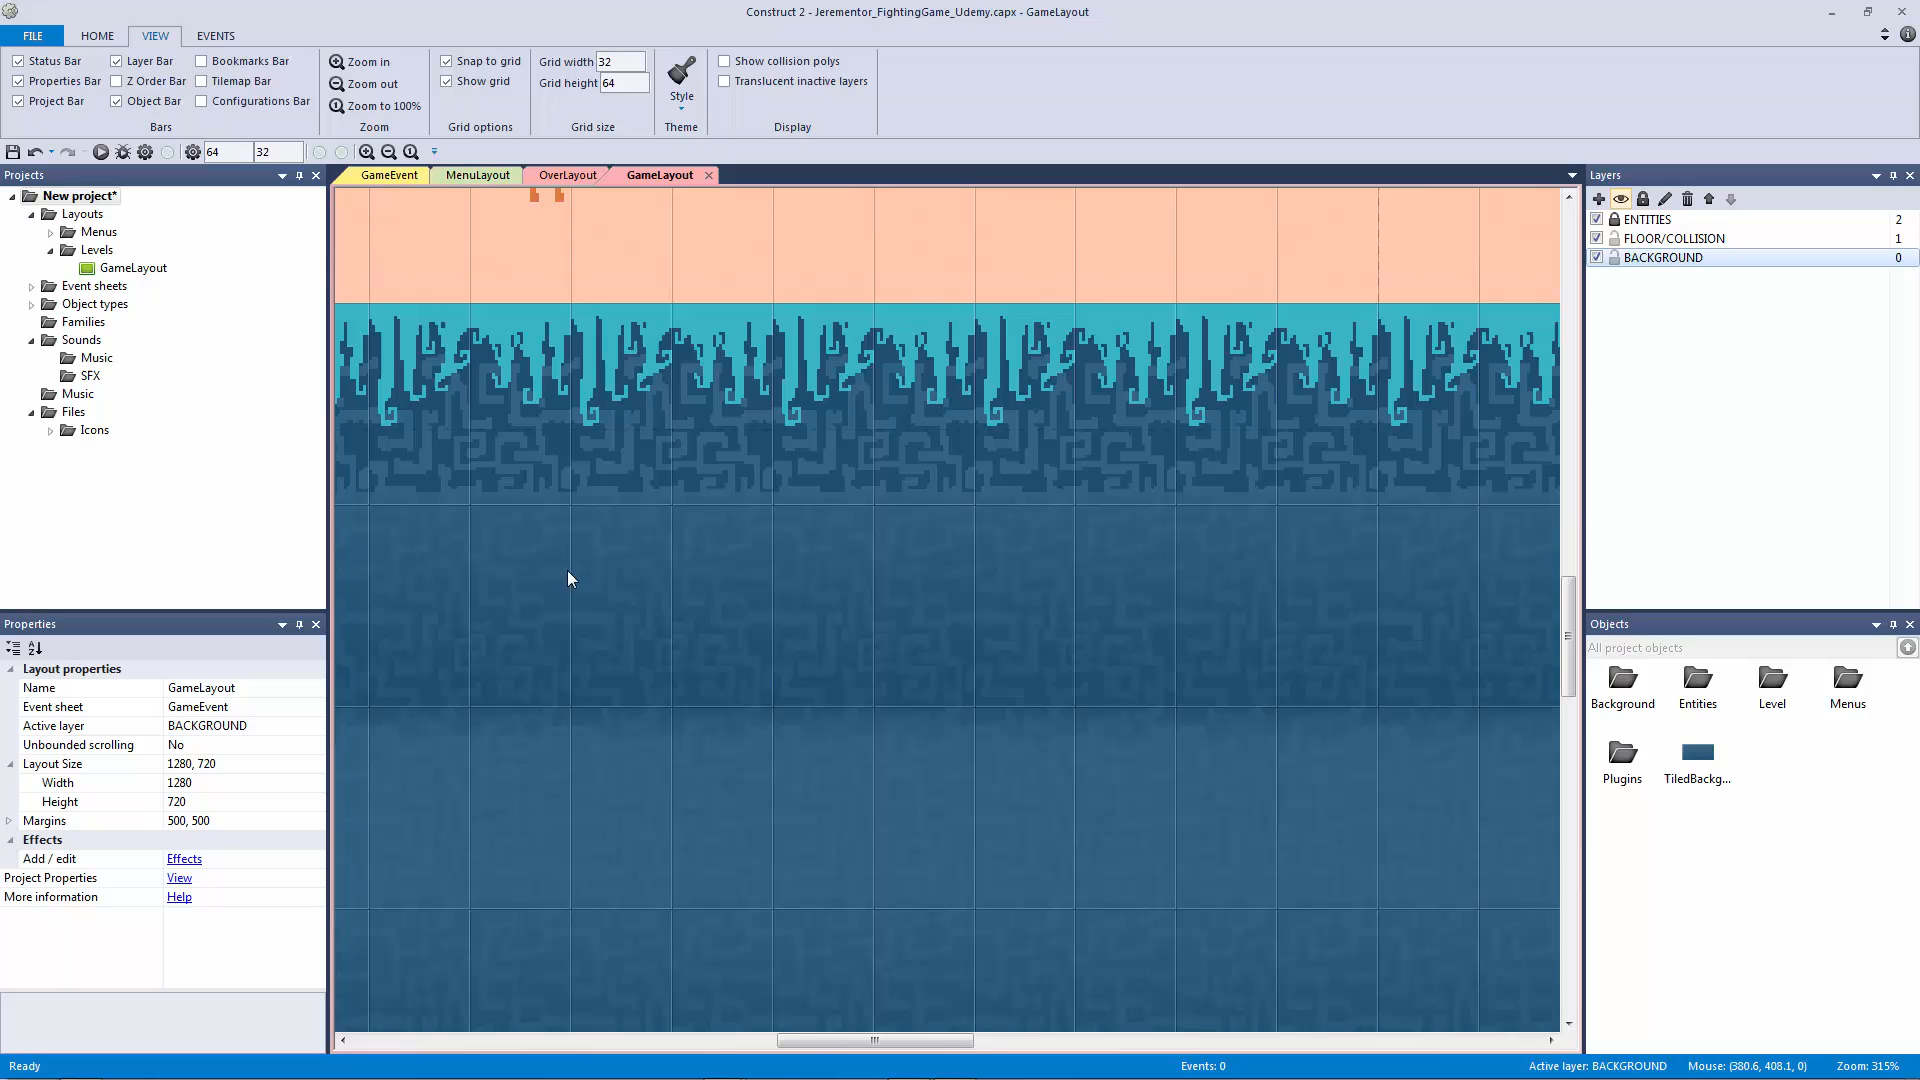 Construct 2 - Jerementor_FightingGame_Udemy.capx - GameLayout
FILE HOME VIEW EVENTS
Status Bar Layer Bar Bookmarks Bar Zoom in Snap to grid Grid width 32 Show collision polys
Properties Bar Z Order Bar Tilemap Bar Zoom out Show grid Grid height 64 Style Translucent inactive layers
Project Bar Object Bar Configurations Bar Zoom to 100%
Bars Zoom Grid options Grid size Theme Display
64 32
Projects
GameEvent MenuLayout OverLayout GameLayout
Layers
New project*
Layouts
Menus
Levels
GameLayout
Event sheets
Object types
Families
Sounds
Music
SFX
Music
Files
Icons
ENTITIES 2
FLOOR/COLLISION 1
BACKGROUND 0
Properties
Layout properties
Name GameLayout
Event sheet GameEvent
Active layer BACKGROUND
Unbounded scrolling No
Layout Size 1280, 720
Width 1280
Height 720
Margins 500, 500
Effects
Add / edit Effects
Project Properties View
More information Help
Objects
All project objects
Background Entities Level Menus
Plugins TiledBackg...
Ready Events: 0 Active layer: BACKGROUND Mouse: (380.6, 408.1, 0) Zoom: 315%